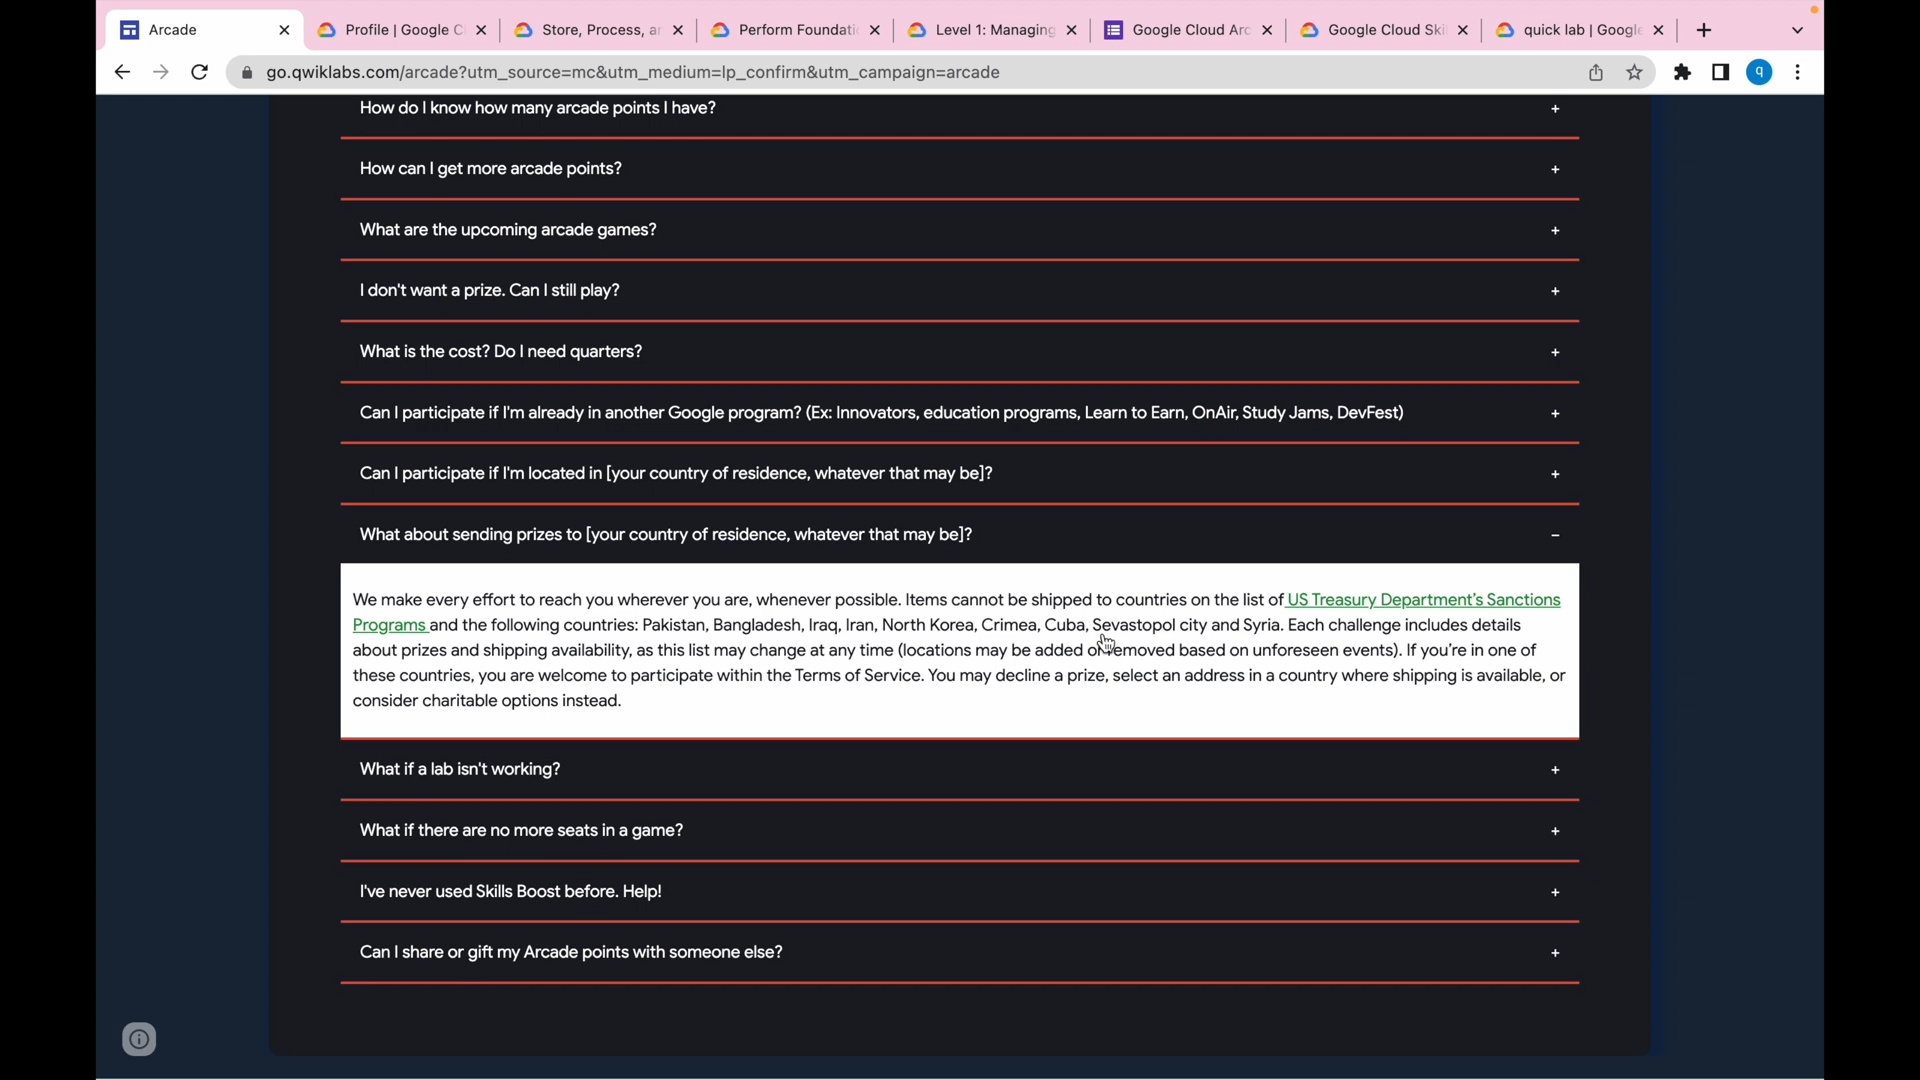 Arcade
Profile | Google C
Store, Process, ar
Perform Foundatic
Level 1: Managing
Google Cloud Arc
Google Cloud Ski
quick lab | Google
go.qwiklabs.com/arcade?utm_source=mc&utm_medium=lp_confirm&utm_campaign=arcade
q
How do I know how many arcade points I have?
+
How can I get more arcade points?
+
What are the upcoming arcade games?
+
I don't want a prize. Can I still play?
+
What is the cost? Do I need quarters?
+
Can I participate if I'm already in another Google program? (Ex: Innovators, education programs, Learn to Earn, OnAir, Study Jams, DevFest)
+
Can I participate if I'm located in [your country of residence, whatever that may be]?
+
What about sending prizes to [your country of residence, whatever that may be]?
–
We make every effort to reach you wherever you are, whenever possible. Items cannot be shipped to countries on the list of US Treasury Department's Sanctions
Programs and the following countries: Pakistan, Bangladesh, Iraq, Iran, North Korea, Crimea, Cuba, Sevastopol city and Syria. Each challenge includes details
about prizes and shipping availability, as this list may change at any time (locations may be added or removed based on unforeseen events). If you're in one of
these countries, you are welcome to participate within the Terms of Service. You may decline a prize, select an address in a country where shipping is available, or
consider charitable options instead.
What if a lab isn't working?
+
What if there are no more seats in a game?
+
I've never used Skills Boost before. Help!
+
Can I share or gift my Arcade points with someone else?
+